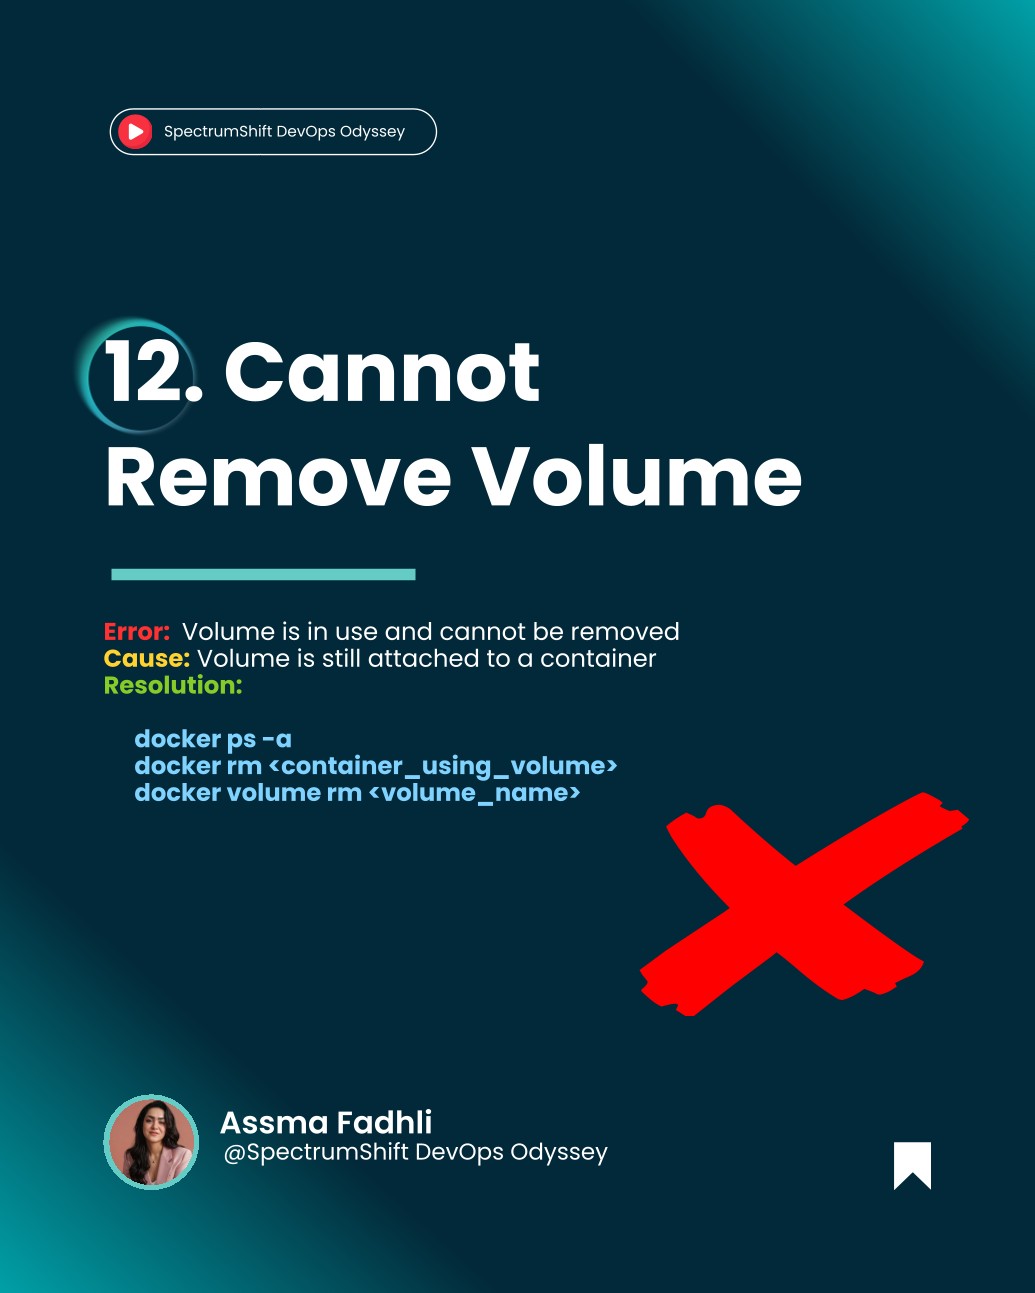 SpectrumShift DevOps Odyssey
12. Cannot
Remove Volume
Error: Volume is in use and cannot be removed
Cause: Volume is still attached to a container
Resolution:
docker ps -a
docker rm <container_using_volume>
docker volume rm <volume_name>
Assma Fadhli
@SpectrumShift DevOps Odyssey